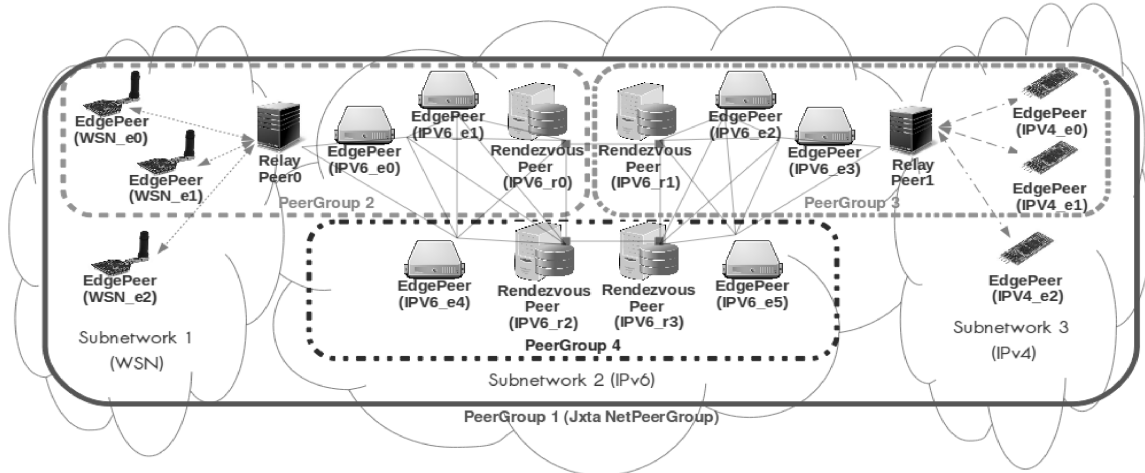 EdgePeer
(WSN_e0)
EdgePeer
(WSN_e1)
EdgePeer
(WSN_e2)
Relay
Peer0
EdgePeer
(IPV6_e0)
EdgePeer
(IPV6_e1)
Rendezvous
Peer
(IPV6_r0)
PeerGroup 2
Rendezvous
Peer
(IPV6_r1)
EdgePeer
(IPV6_e2)
EdgePeer
(IPV6_e3)
Relay
Peer1
EdgePeer
(IPV4_e0)
EdgePeer
(IPV4_e1)
PeerGroup 3
EdgePeer
(IPV4_e2)
EdgePeer
(IPV6_e4)
Rendezvous
Peer
(IPV6_r2)
Rendezvous
Peer
(IPV6_r3)
EdgePeer
(IPV6_e5)
PeerGroup 4
Subnetwork 1
(WSN)
Subnetwork 2 (IPv6)
Subnetwork 3
(IPv4)
PeerGroup 1 (Jxta NetPeerGroup)